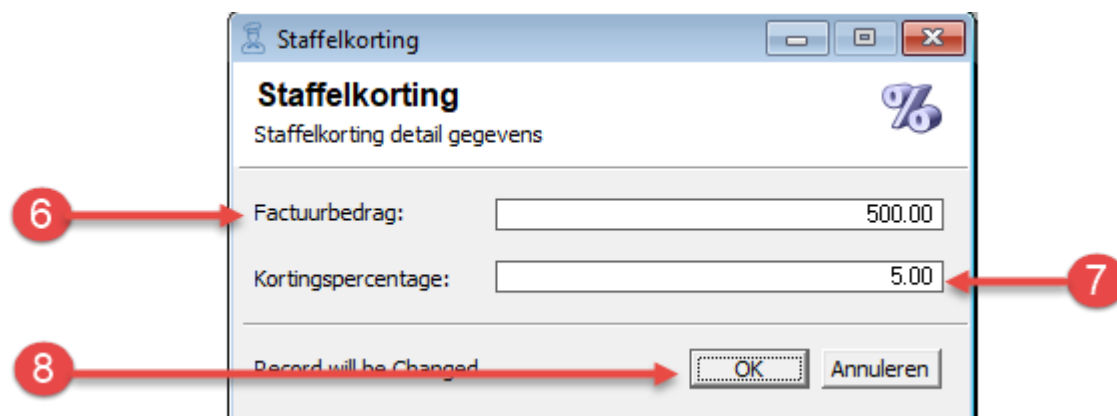 Staffelkorting
Staffelkorting
%
Staffelkorting detail gegevens
6
Factuurbedrag:
500.00
Kortingspercentage:
5.00
7
8
Record will be Changed
OK
Annuleren